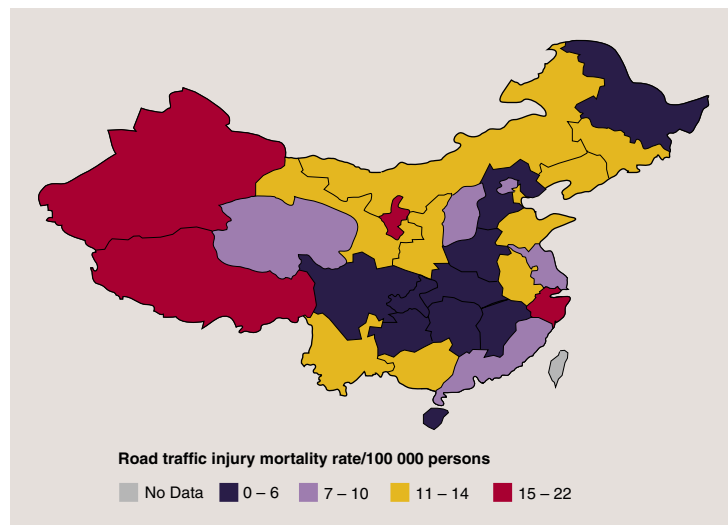 Road traffic injury mortality rate/100 000 persons
No Data 0 – 6 7 – 10 11 – 14 15 – 22